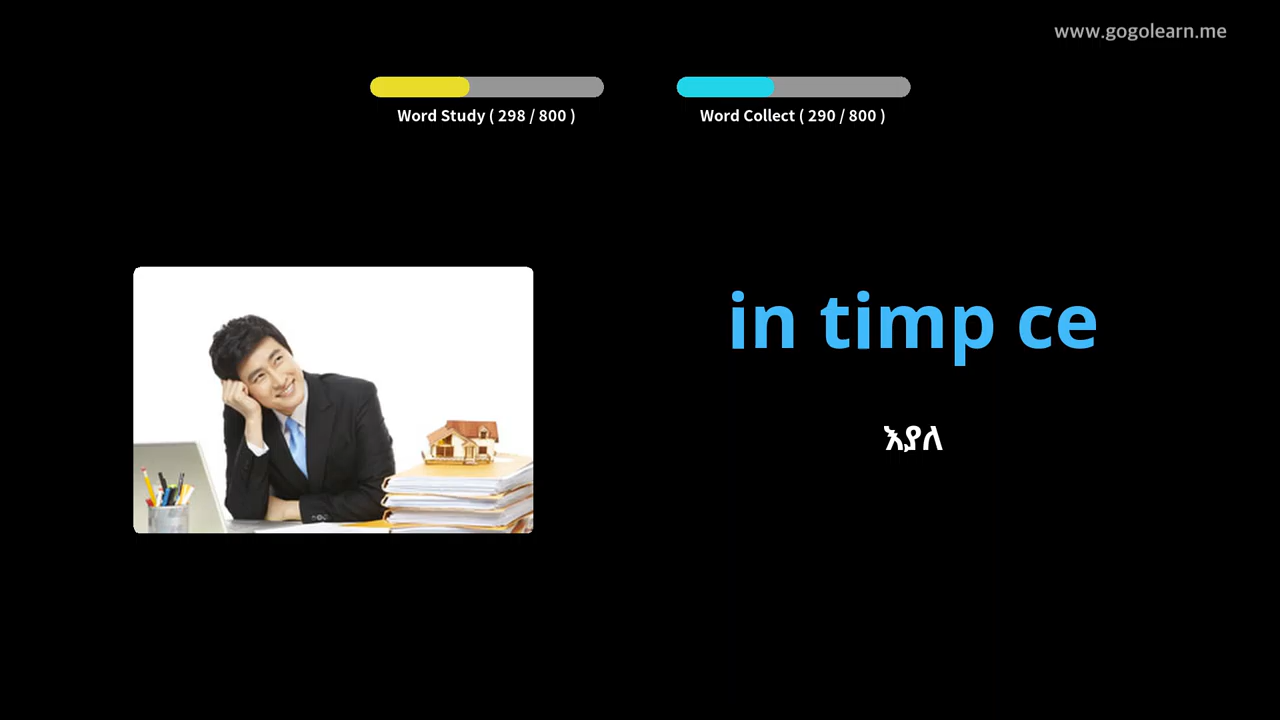 www.gogolearn.me
Word Study ( 298 / 800 )
Word Collect ( 290 / 800 )
in timp ce
እያለ